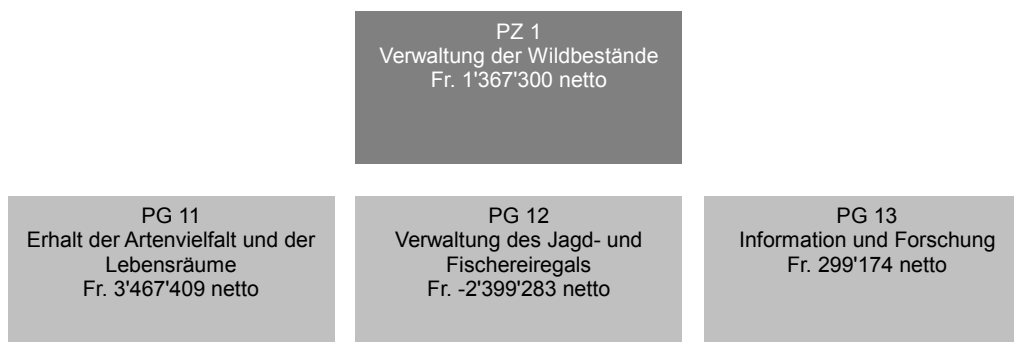 PZ 1
Verwaltung der Wildbestände
Fr. 1'367'300 netto
PG 11
Erhalt der Artenvielfalt und der
Lebensräume
Fr. 3'467'409 netto
PG 12
Verwaltung des Jagd- und
Fischereiregals
Fr. -2'399'283 netto
PG 13
Information und Forschung
Fr. 299'174 netto